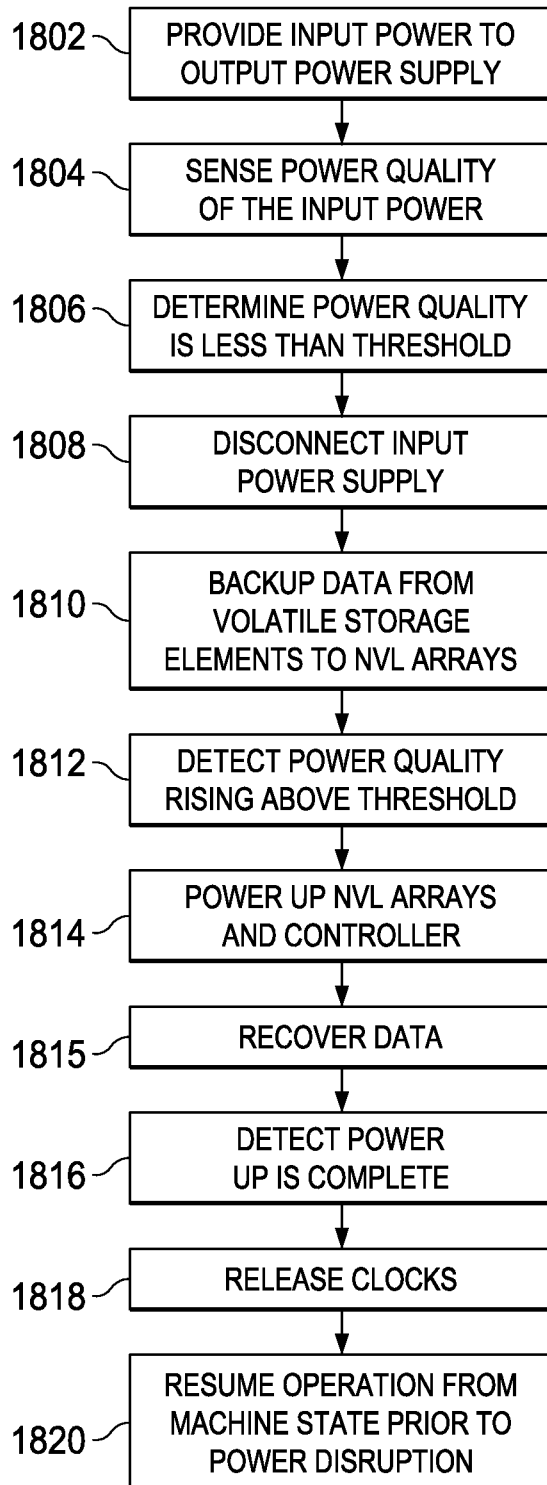 1802
PROVIDE INPUT POWER TO
OUTPUT POWER SUPPLY
1804
SENSE POWER QUALITY
OF THE INPUT POWER
1806
DETERMINE POWER QUALITY
IS LESS THAN THRESHOLD
1808
DISCONNECT INPUT
POWER SUPPLY
1810
BACKUP DATA FROM
VOLATILE STORAGE
ELEMENTS TO NVL ARRAYS
1812
DETECT POWER QUALITY
RISING ABOVE THRESHOLD
1814
POWER UP NVL ARRAYS
AND CONTROLLER
1815
RECOVER DATA
1816
DETECT POWER
UP IS COMPLETE
1818
RELEASE CLOCKS
1820
RESUME OPERATION FROM
MACHINE STATE PRIOR TO
POWER DISRUPTION